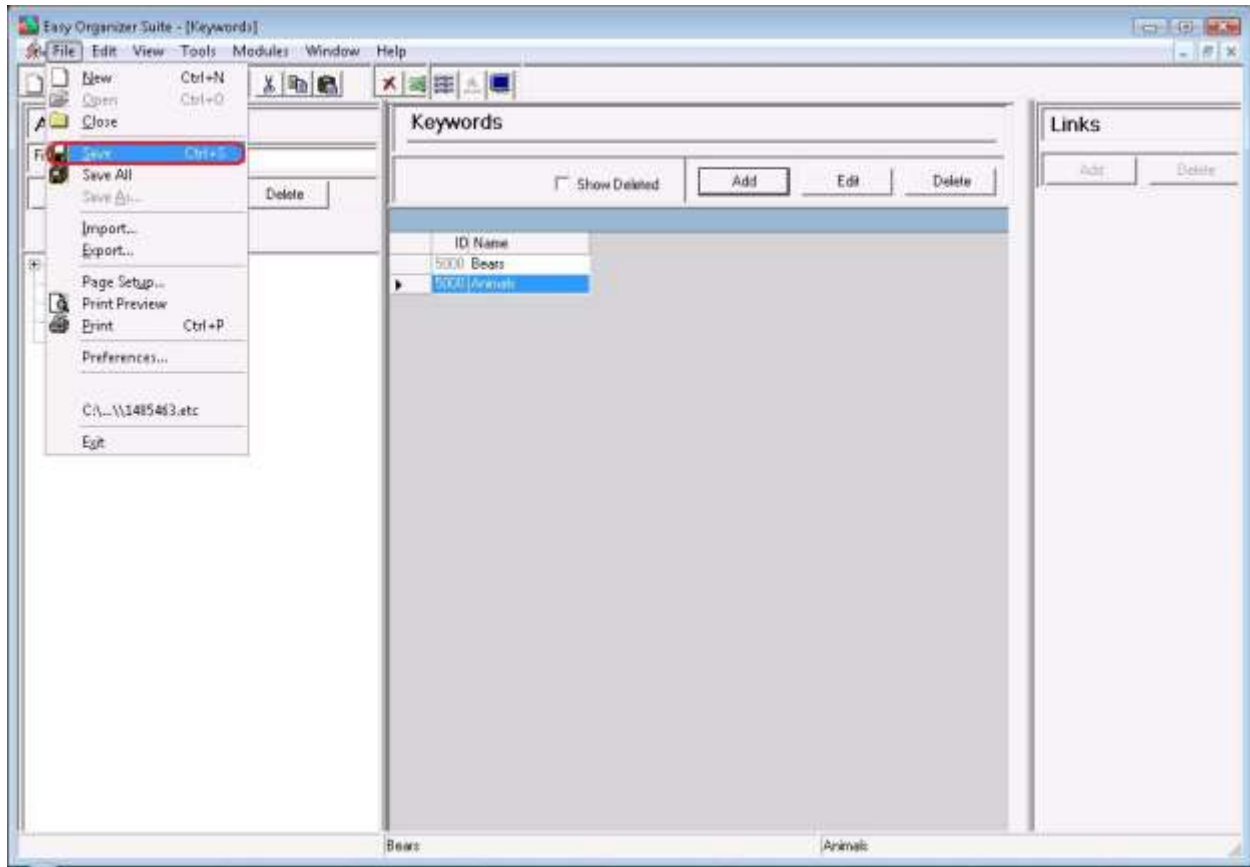 Easy Organizer Suite - [Keywords]
File Edit View Tools Modules Window Help
New Ctrl+N
Open Ctrl+O
Close
Save Ctrl+S
Save All
Save As...
Import...
Export...
Page Setup...
Print Preview
Print Ctrl+P
Preferences...
C:\...\\1485463.etc
Exit
Delete
Keywords
Show Deleted Add Edit Delete
ID Name
5000 Bears
5000 Animals
Links
Add Delete
Bears Animals